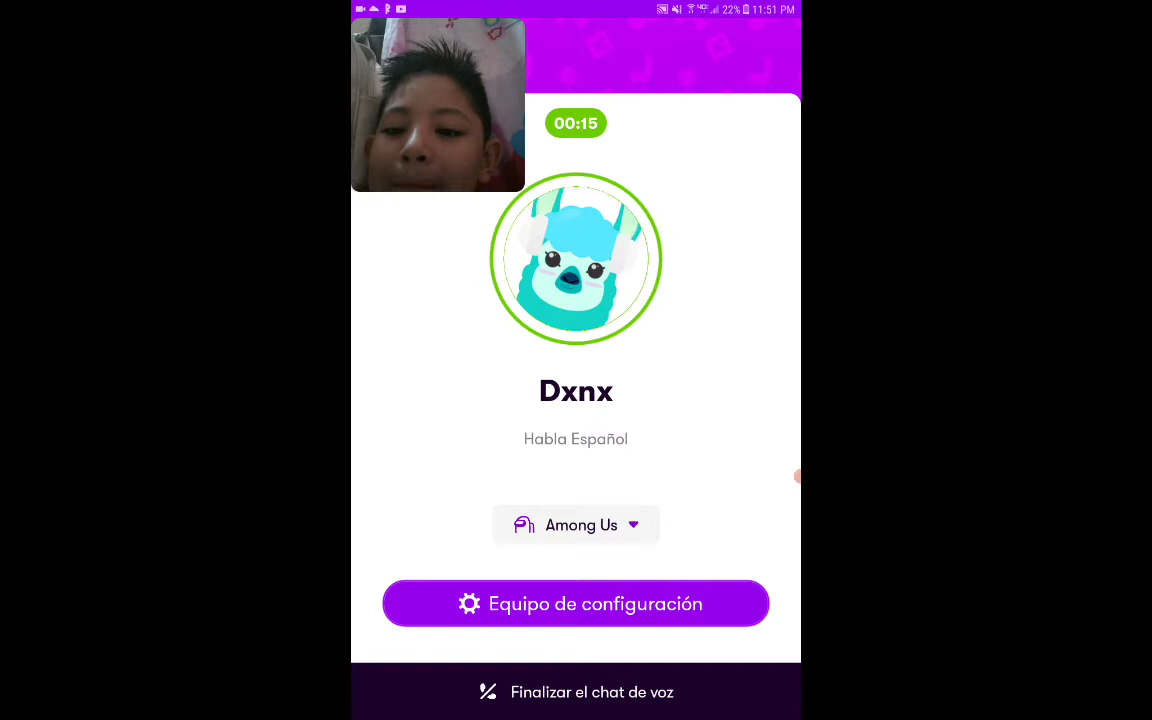 22% 11:51 PM
00:15
Dxnx
Habla Español
Among Us
Equipo de configuración
Finalizar el chat de voz